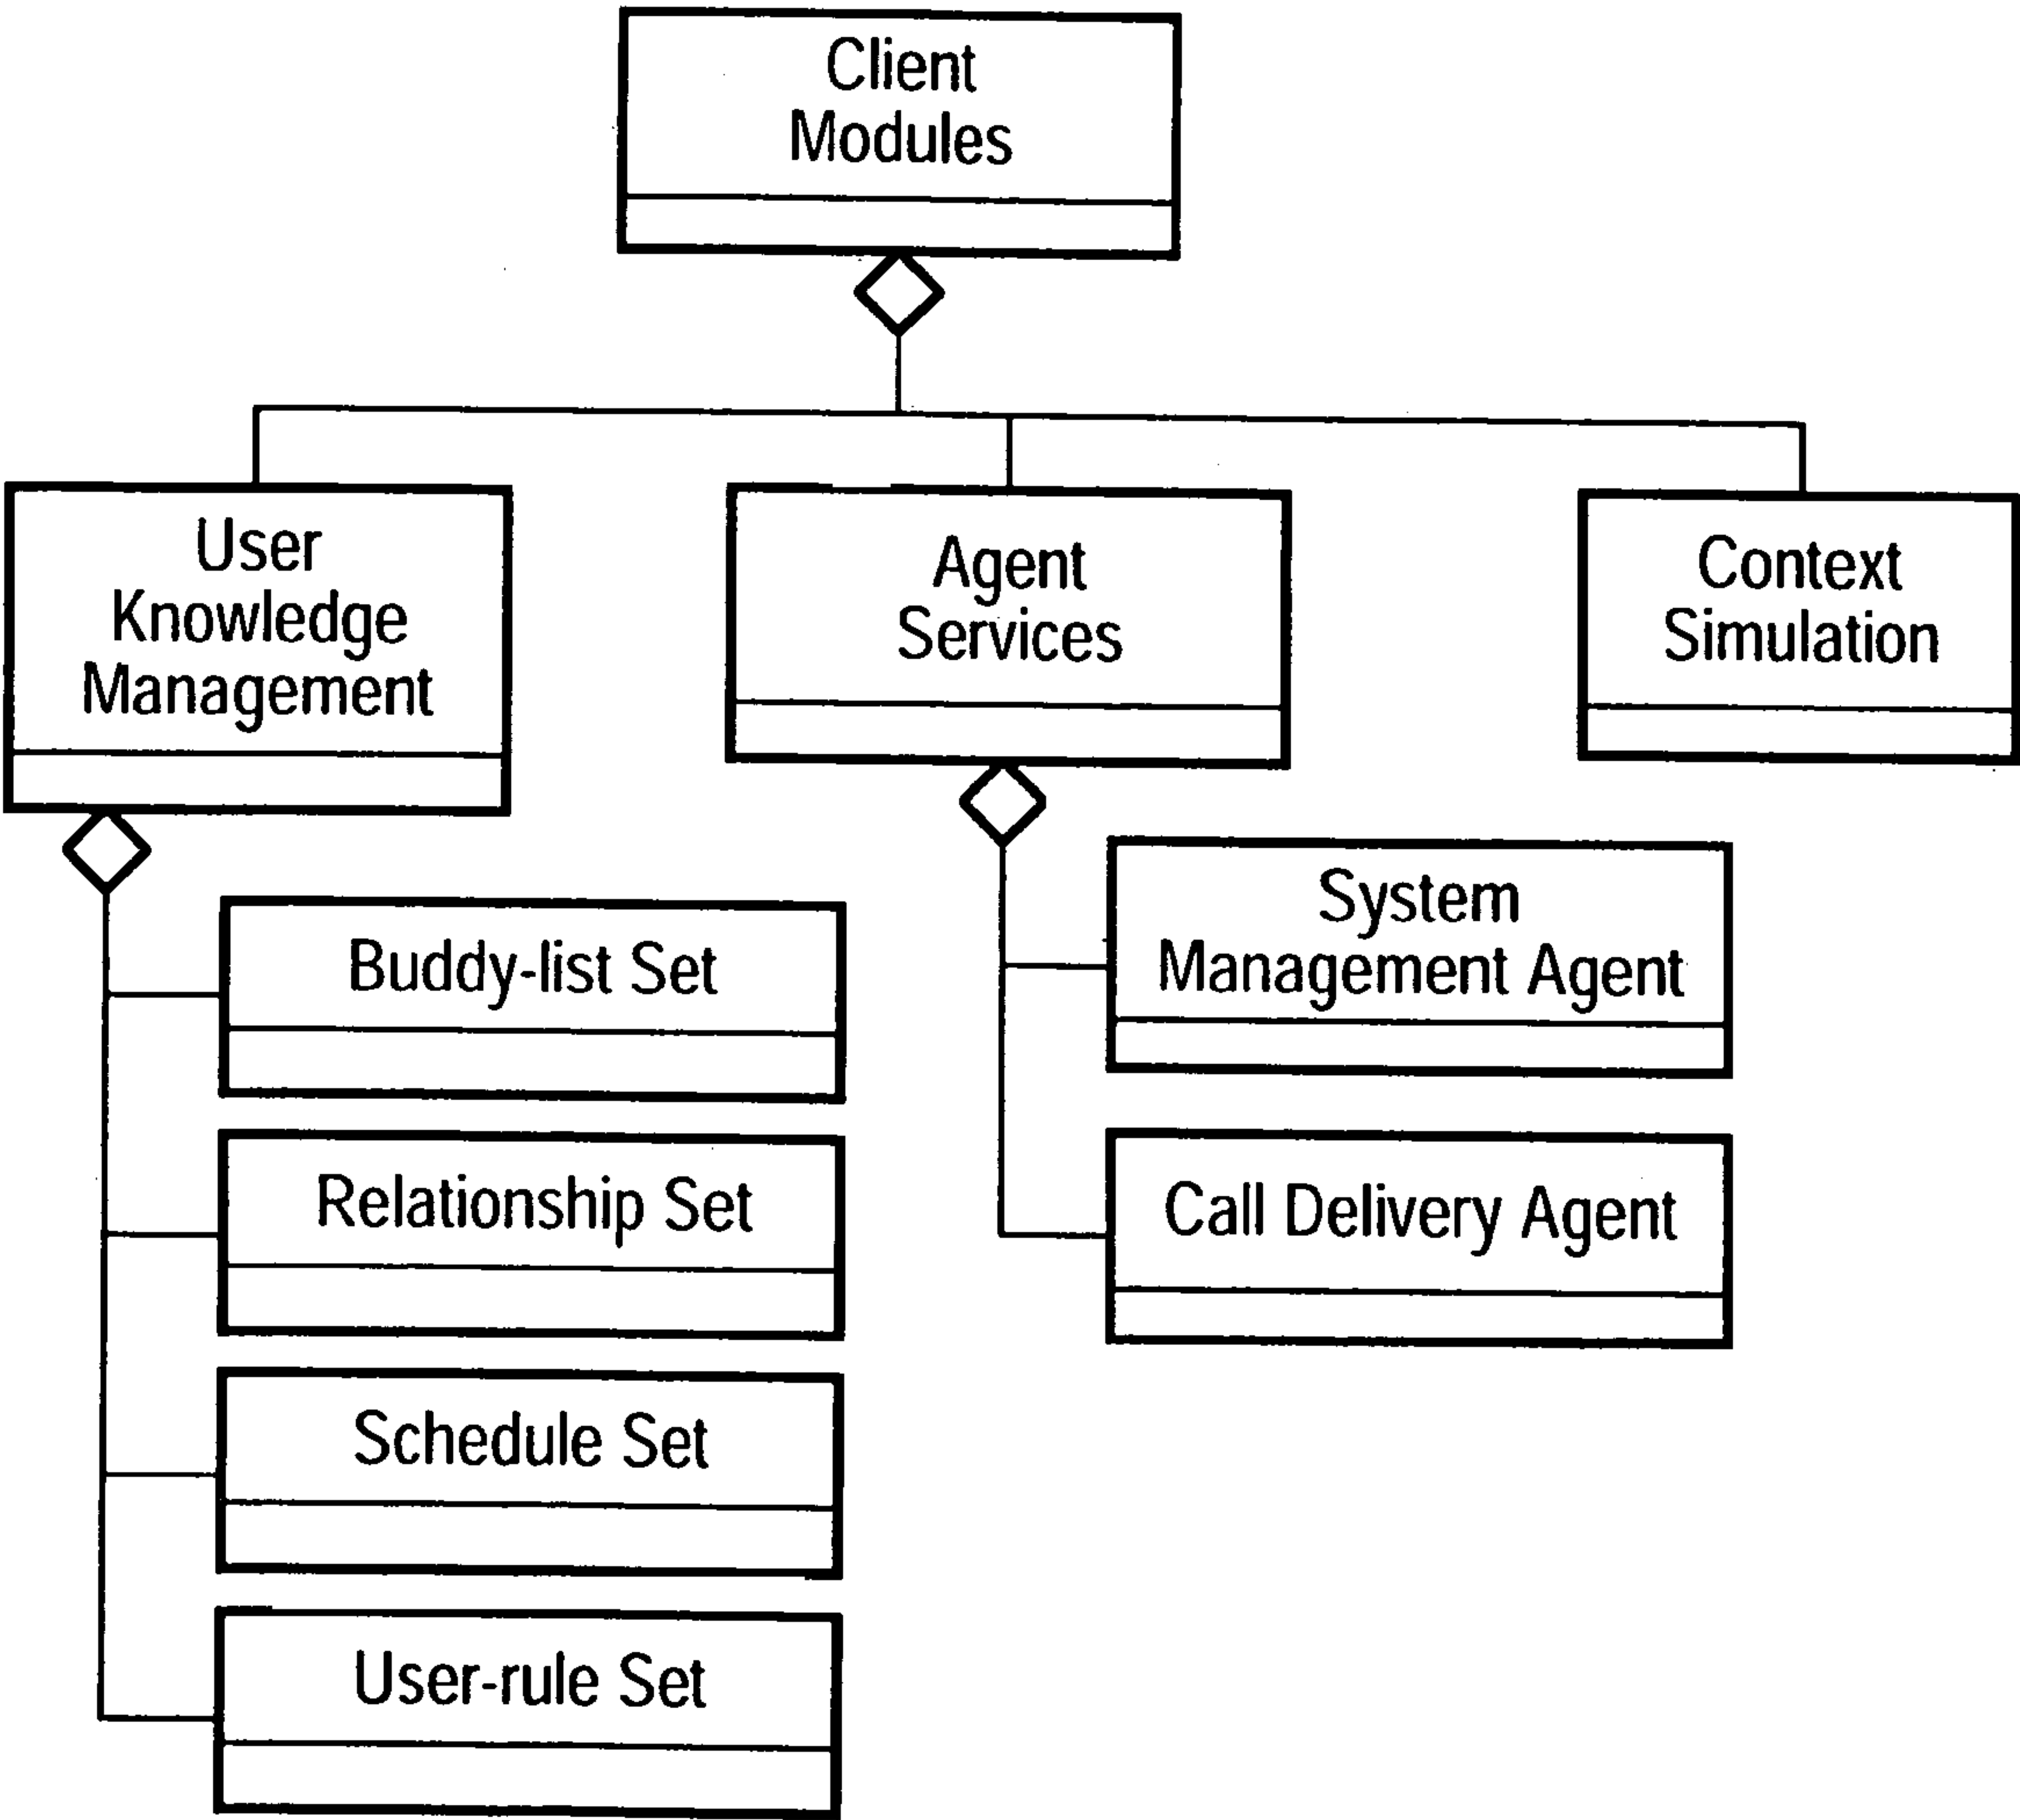 Client
Modules
User
Knowledge
Management
Agent
Services
Context
Simulation
Buddy-list Set
Relationship Set
Schedule Set
User-rule Set
System
Management Agent
Call Delivery Agent